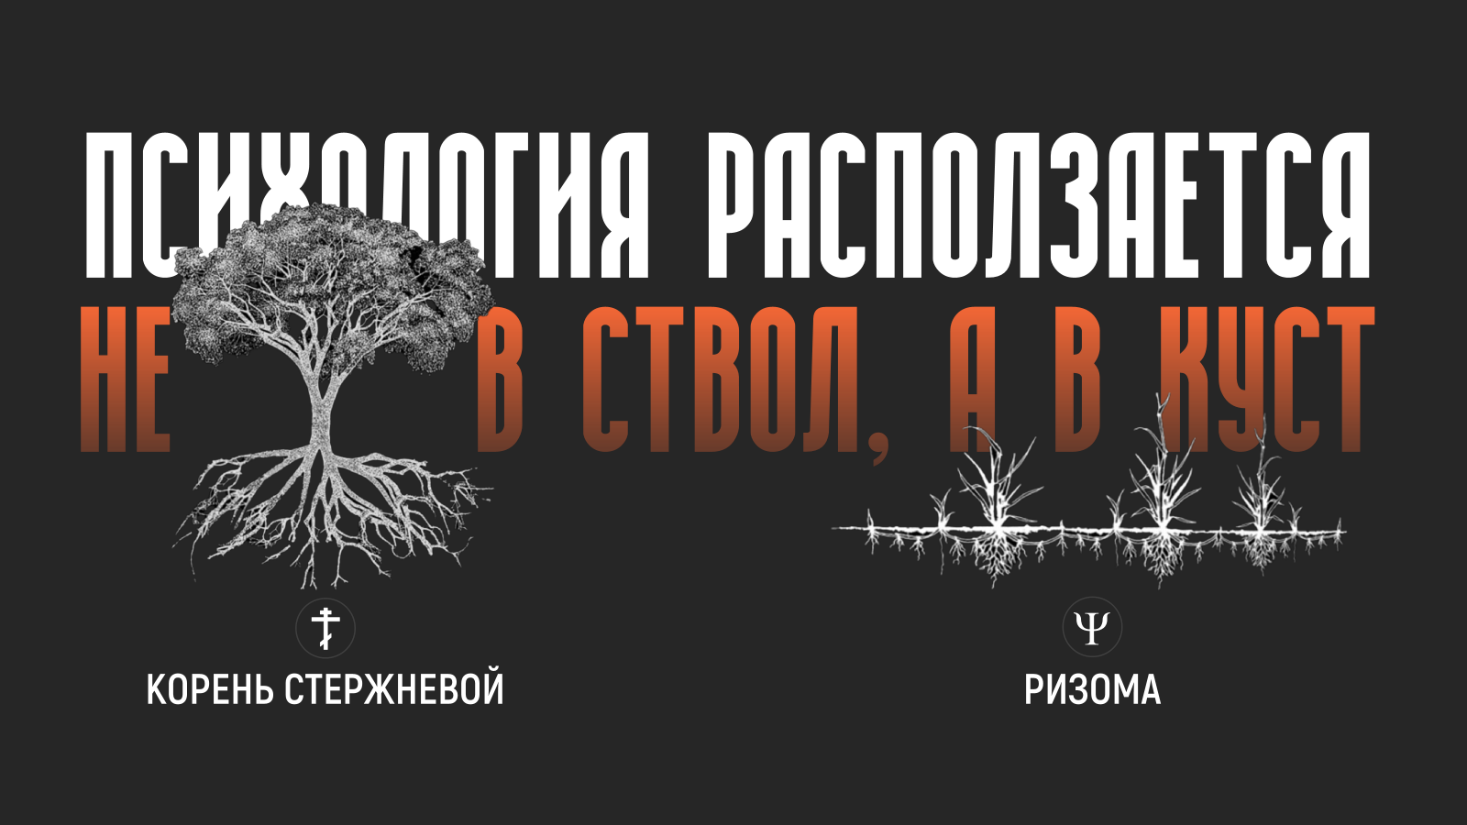 ПСИХОЛОГИЯ РАСПОЛЗАЕТСЯ
НЕ В СТВОЛ, А В КУСТ
Ψ
КОРЕНЬ СТЕРЖНЕВОЙ
РИЗОМА